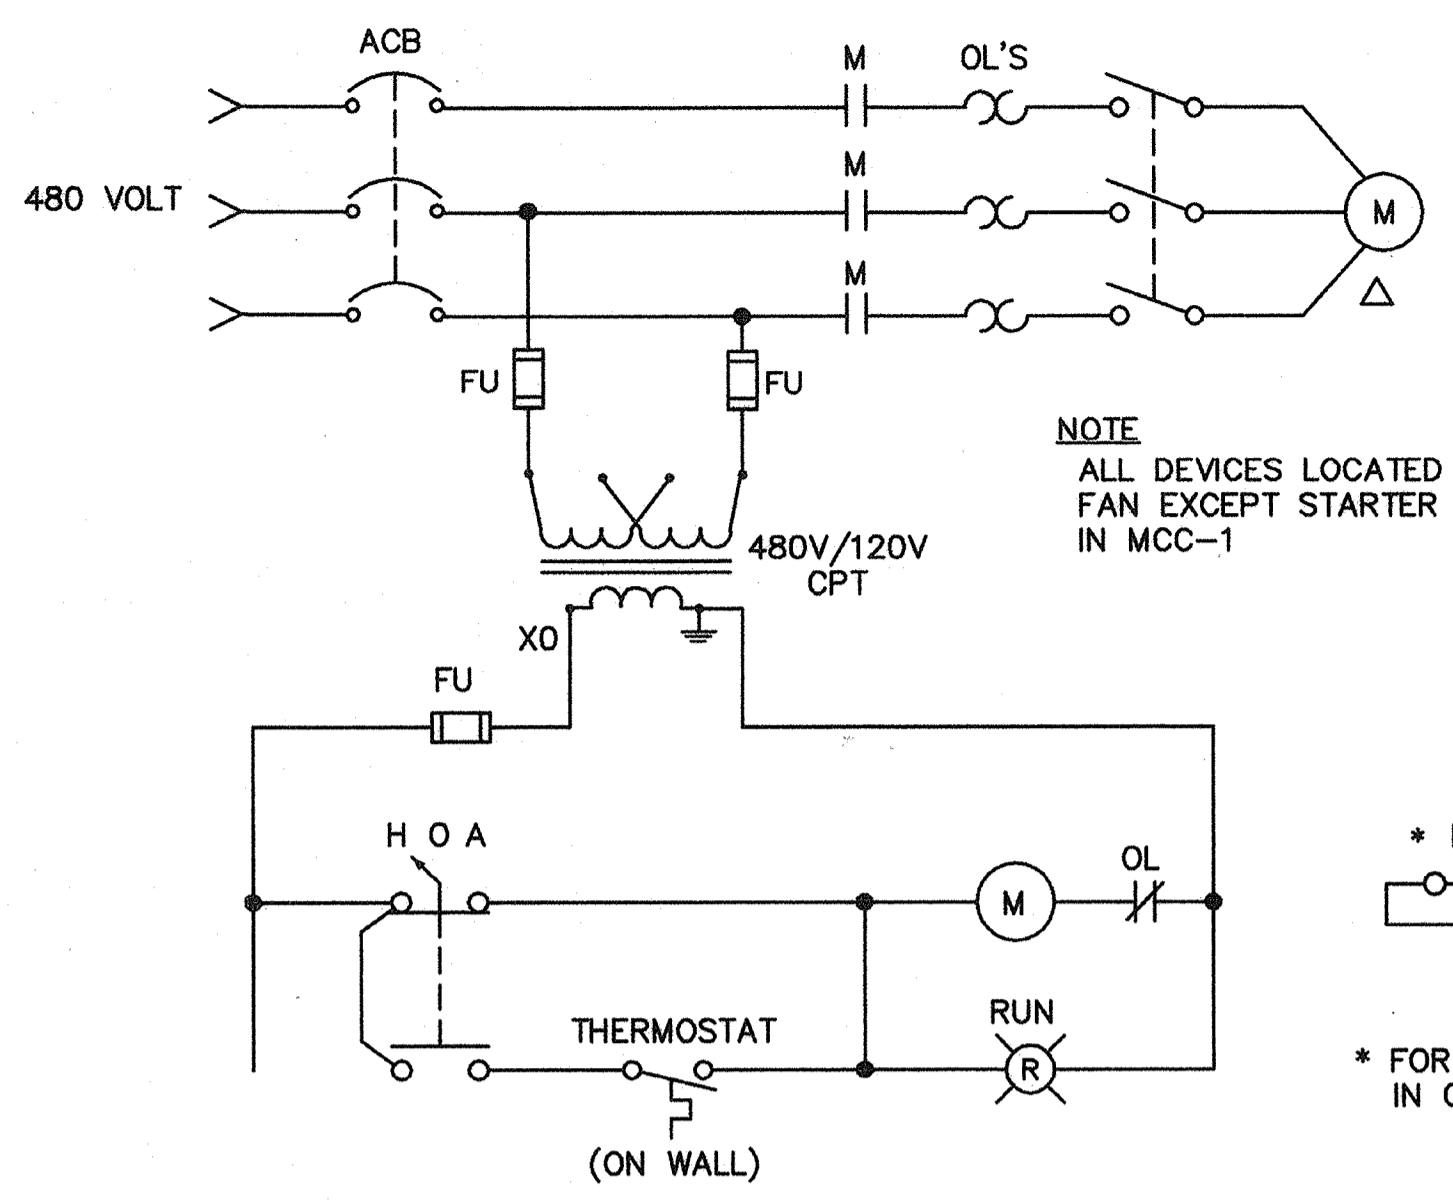 ACB
M
OL'S
480 VOLT
M
M
M
FU
FU
NOTE
ALL DEVICES LOCATED
FAN EXCEPT STARTER
IN MCC-1
480V/120V
CPT
XO
FU
H O A
M
OL
*
THERMOSTAT
RUN
R
* FOR
IN
(ON WALL)